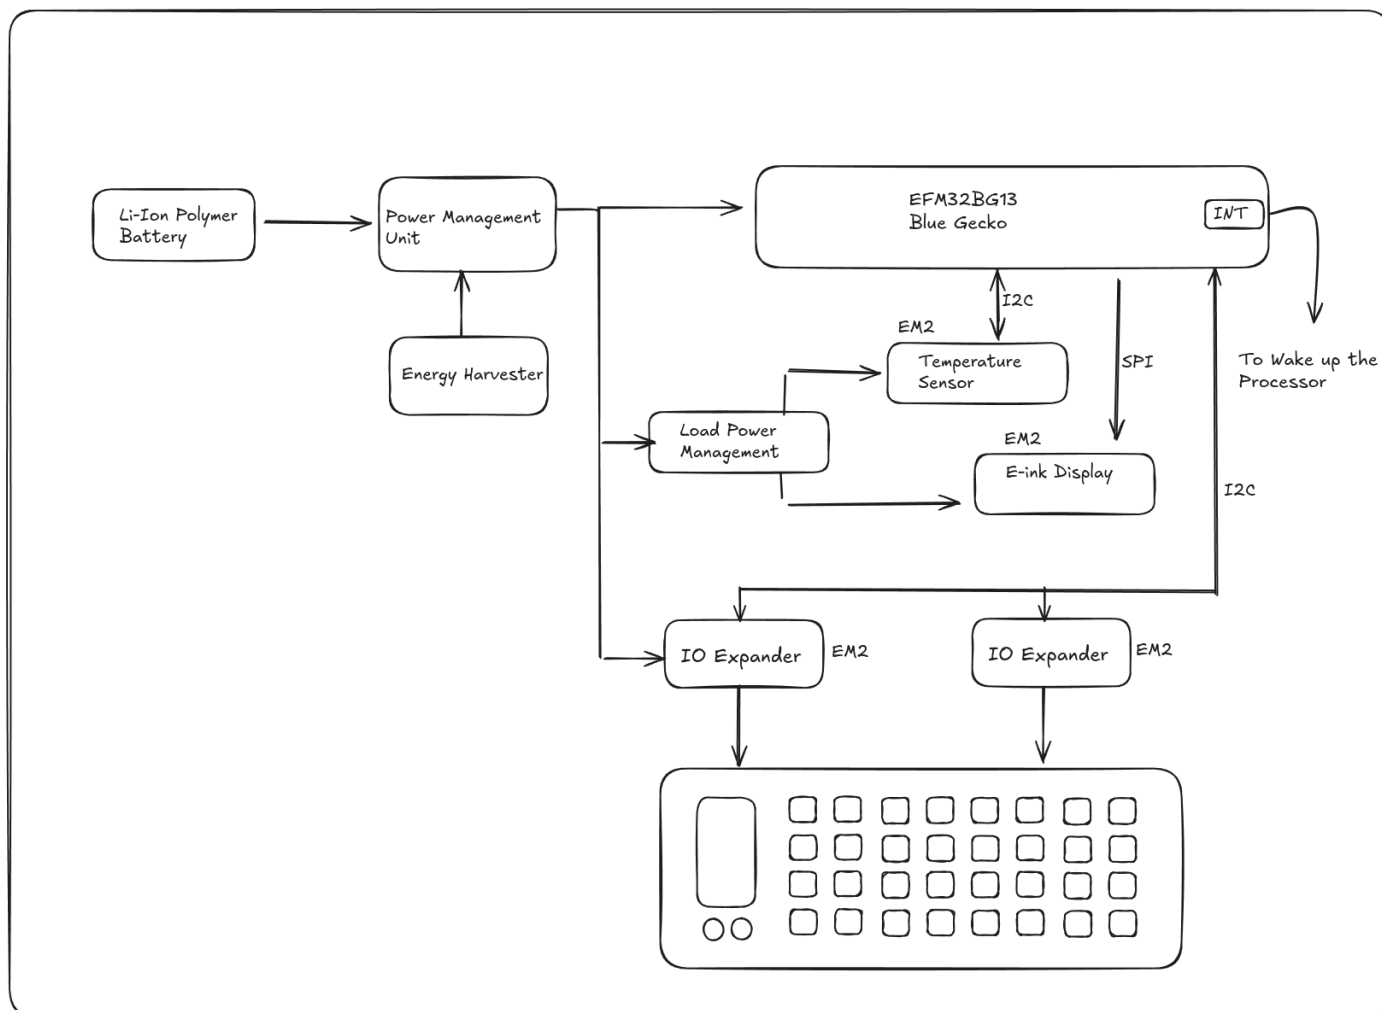 Li-Ion Polymer
Battery
Power Management
Unit
Energy Harvester
EFM32BG13
Blue Gecko
INT
I2C
EM2
Temperature
Sensor
SPI
To Wake up the
Processor
Load Power
Management
EM2
E-ink Display
I2C
IO Expander
EM2
IO Expander
EM2